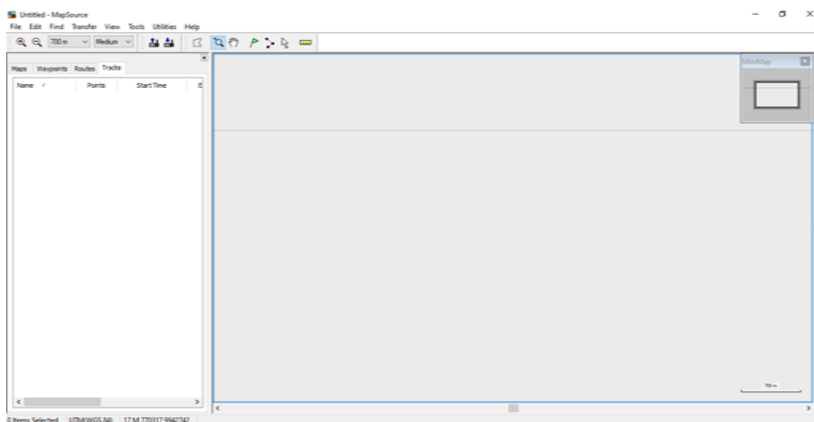 Untitled - MapSource
File Edit Find Transfer View Tools Utilities Help
700 m Medium
Maps Waypoints Routes Tracks
Name Points Start Time E
MiniMap
700 m
0 Items Selected UTM(WGS 84) 17 M 770317 9942742